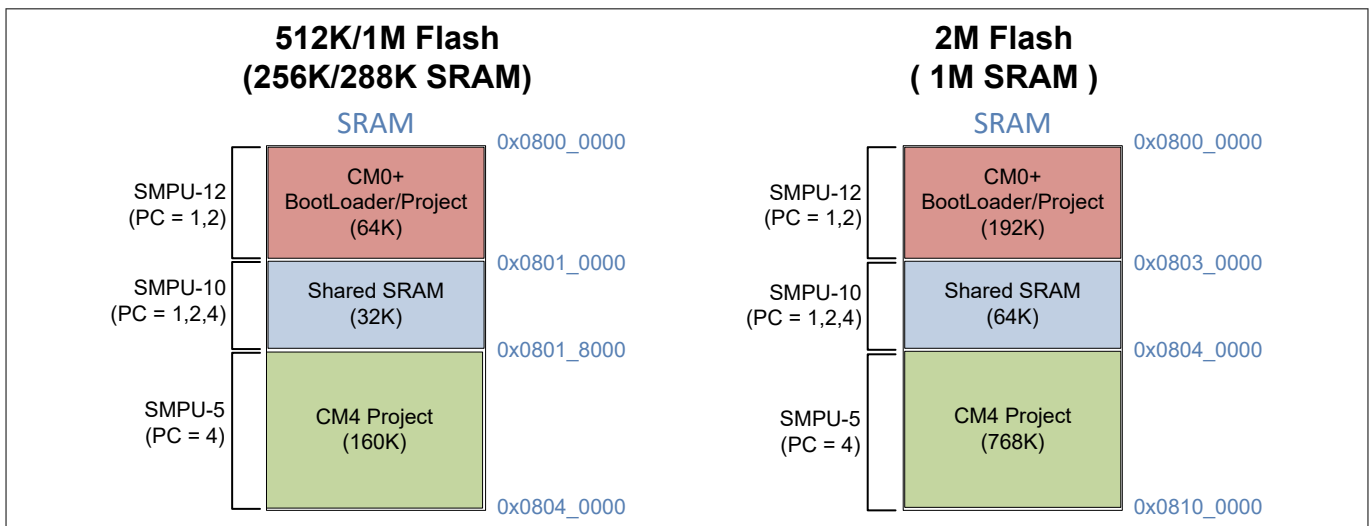 512K/1M Flash
(256K/288K SRAM)
SRAM
0x0800_0000
SMPU-12
(PC = 1,2)
CM0+
BootLoader/Project
(64K)
0x0801_0000
SMPU-10
(PC = 1,2,4)
Shared SRAM
(32K)
0x0801_8000
SMPU-5
(PC = 4)
CM4 Project
(160K)
0x0804_0000
2M Flash
( 1M SRAM )
SRAM
0x0800_0000
SMPU-12
(PC = 1,2)
CM0+
BootLoader/Project
(192K)
0x0803_0000
SMPU-10
(PC = 1,2,4)
Shared SRAM
(64K)
0x0804_0000
SMPU-5
(PC = 4)
CM4 Project
(768K)
0x0810_0000